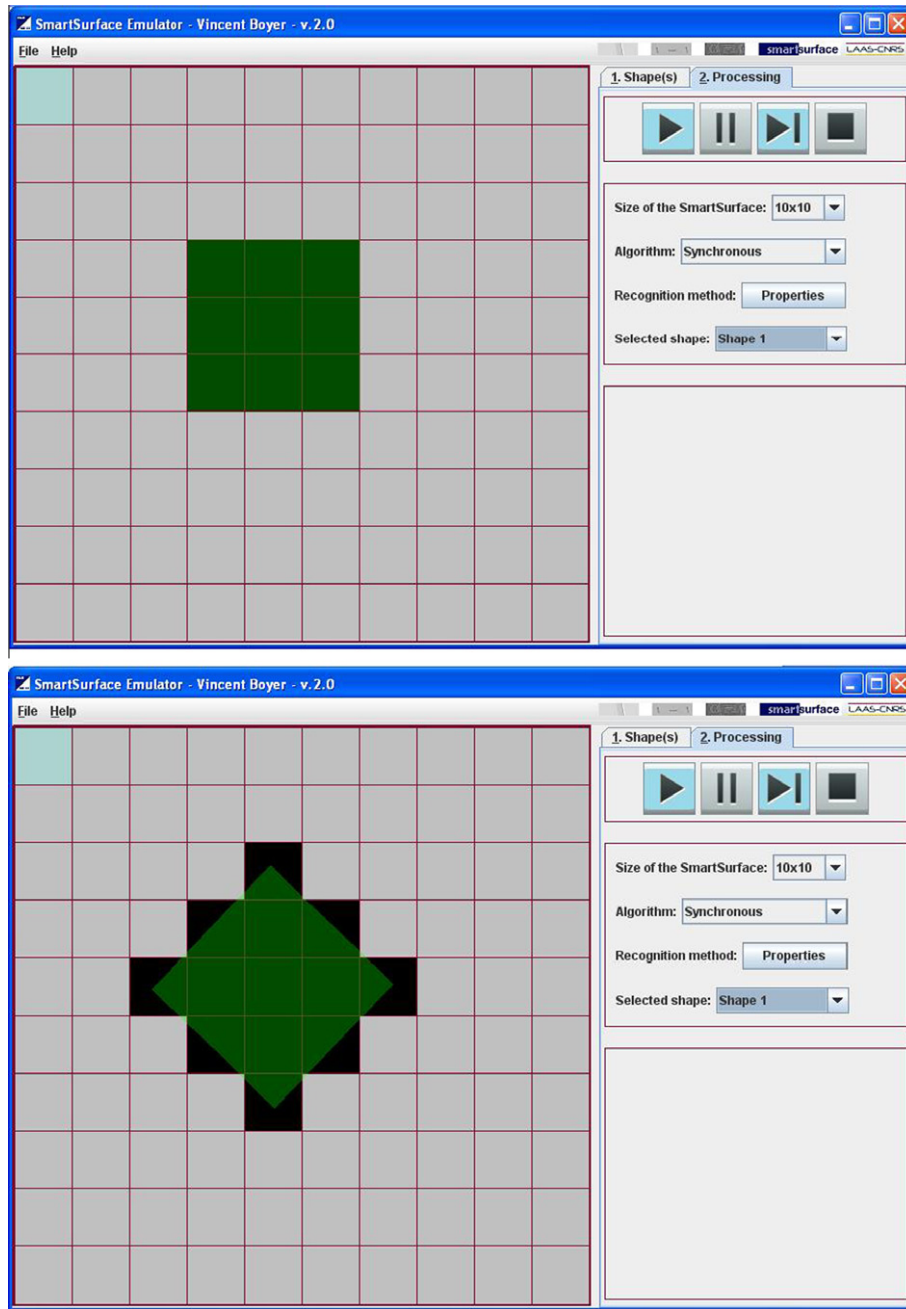 SmartSurface Emulator - Vincent Boyer - v.2.0
File Help
smartsurface LAAS-CNRS
1. Shape(s) 2. Processing
Size of the SmartSurface: 10x10
Algorithm: Synchronous
Recognition method: Properties
Selected shape: Shape 1
SmartSurface Emulator - Vincent Boyer - v.2.0
File Help
smartsurface LAAS-CNRS
1. Shape(s) 2. Processing
Size of the SmartSurface: 10x10
Algorithm: Synchronous
Recognition method: Properties
Selected shape: Shape 1